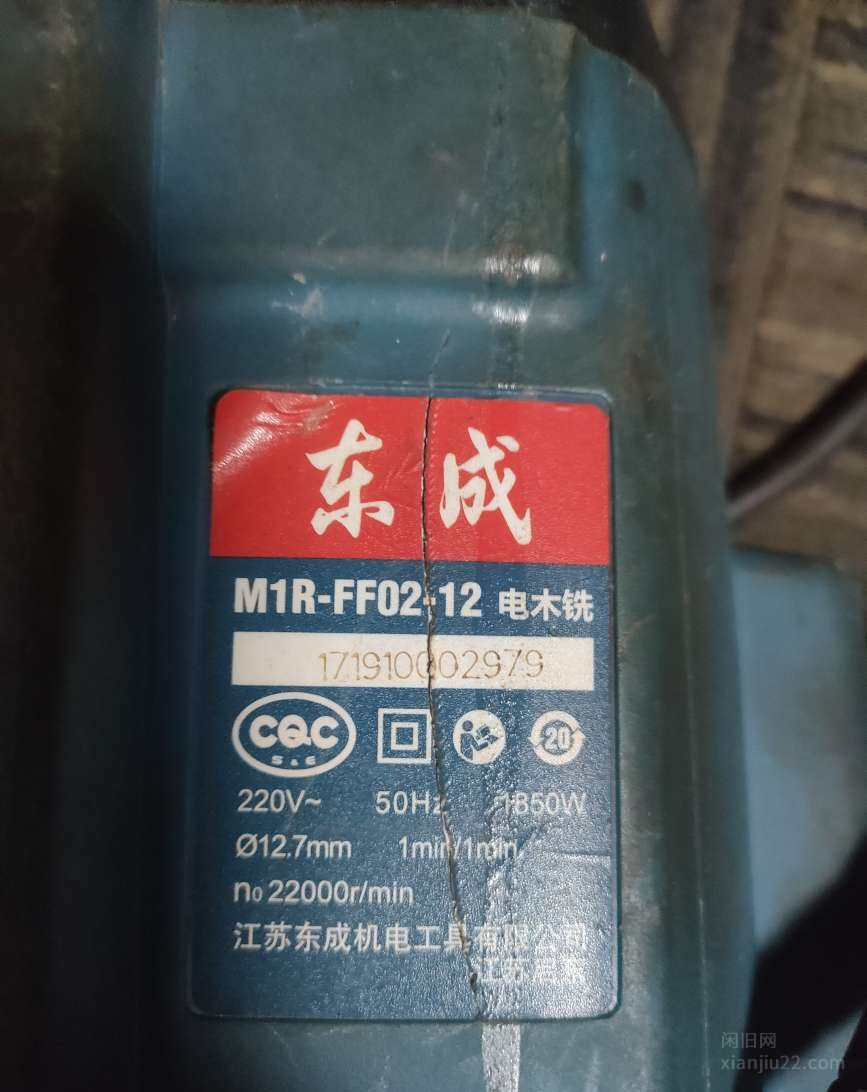 东成
M1R-FF02-12 电木铣
171910002979
CQC
S & E
20
220V~ 50Hz 1850W
Ø12.7mm 1min/1min
n₀ 22000r/min
江苏东成机电工具有限公司
江苏启东
闲旧网
xianjiu22.com